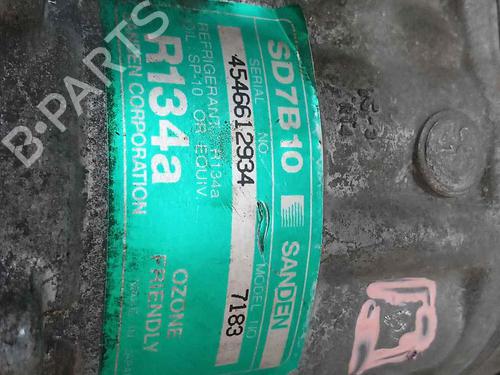 SD7B10 SANDEN
SERIAL NO. MODEL NO
4546612934 7183
REFRIGERANT R134a
OIL SP-10 OR EQUIV.
R134a OZONE FRIENDLY
SANDEN CORPORATION
B-PARTS